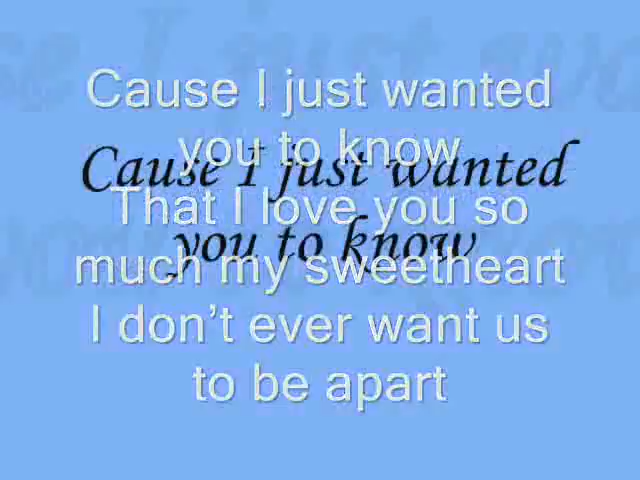 Cause I just wanted
you to know
That I love you so
much my sweetheart
I don’t ever want us
to be apart
Cause I just wanted
you to know